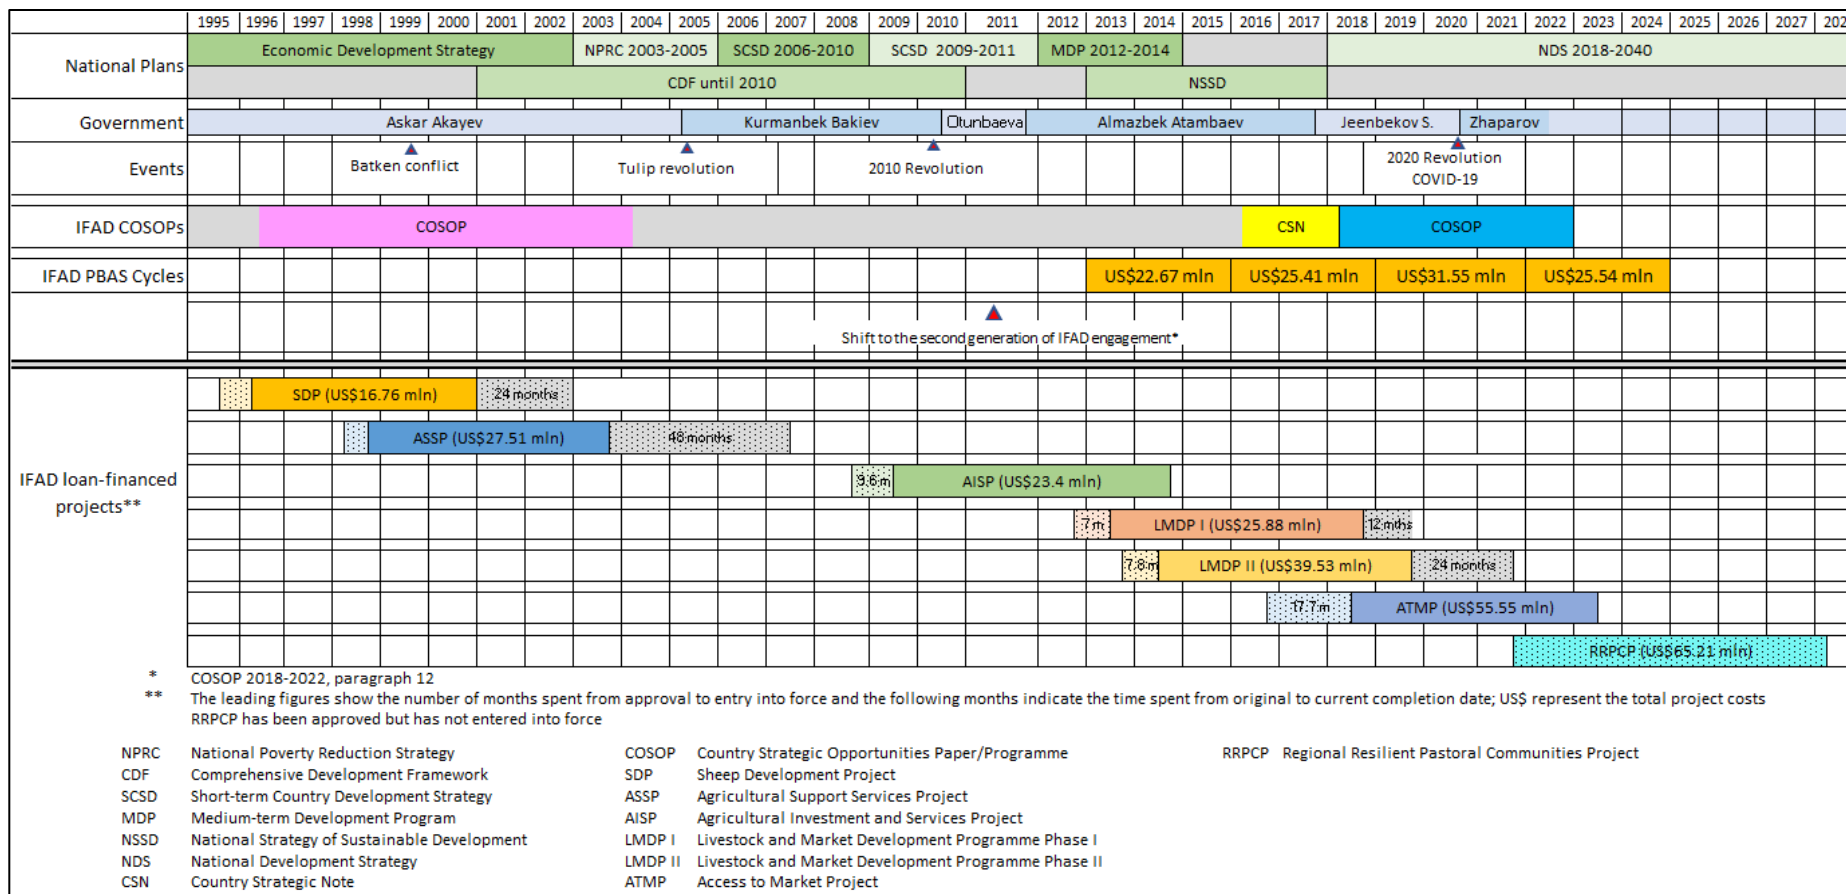 1995 1996 1997 1998 1999 2000 2001 2002 2003 2004 2005 2006 2007 2008 2009 2010 2011 2012 2013 2014 2015 2016 2017 2018 2019 2020 2021 2022 2023 2024 2025 2026 2027 202
National Plans
Economic Development Strategy NPRC 2003-2005 SCSD 2006-2010 SCSD 2009-2011 MDP 2012-2014 NDS 2018-2040
CDF until 2010 NSSD
Government Askar Akayev Kurmanbek Bakiev Otunbaeva Almazbek Atambaev Jeenbekov S. Zhaparov
Events Batken conflict Tulip revolution 2010 Revolution 2020 Revolution
COVID-19
IFAD COSOPs COSOP CSN COSOP
IFAD PBAS Cycles US$22.67 mln US$25.41 mln US$31.55 mln US$25.54 mln
Shift to the second generation of IFAD engagement*
SDP (US$16.76 mln) 24 months
ASSP (US$27.51 mln) 48 months
IFAD loan-financed
projects**
9.6 m AISP (US$23.4 mln)
7 m LMDP I (US$25.88 mln) 12 mths
7.8 m LMDP II (US$39.53 mln) 24 months
17.7 m ATMP (US$55.55 mln)
RRPCP (US$65.21 mln)
* COSOP 2018-2022, paragraph 12
** The leading figures show the number of months spent from approval to entry into force and the following months indicate the time spent from original to current completion date; US$ represent the total project costs
RRPCP has been approved but has not entered into force
NPRC National Poverty Reduction Strategy COSOP Country Strategic Opportunities Paper/Programme RRPCP Regional Resilient Pastoral Communities Project
CDF Comprehensive Development Framework SDP Sheep Development Project
SCSD Short-term Country Development Strategy ASSP Agricultural Support Services Project
MDP Medium-term Development Program AISP Agricultural Investment and Services Project
NSSD National Strategy of Sustainable Development LMDP I Livestock and Market Development Programme Phase I
NDS National Development Strategy LMDP II Livestock and Market Development Programme Phase II
CSN Country Strategic Note ATMP Access to Market Project